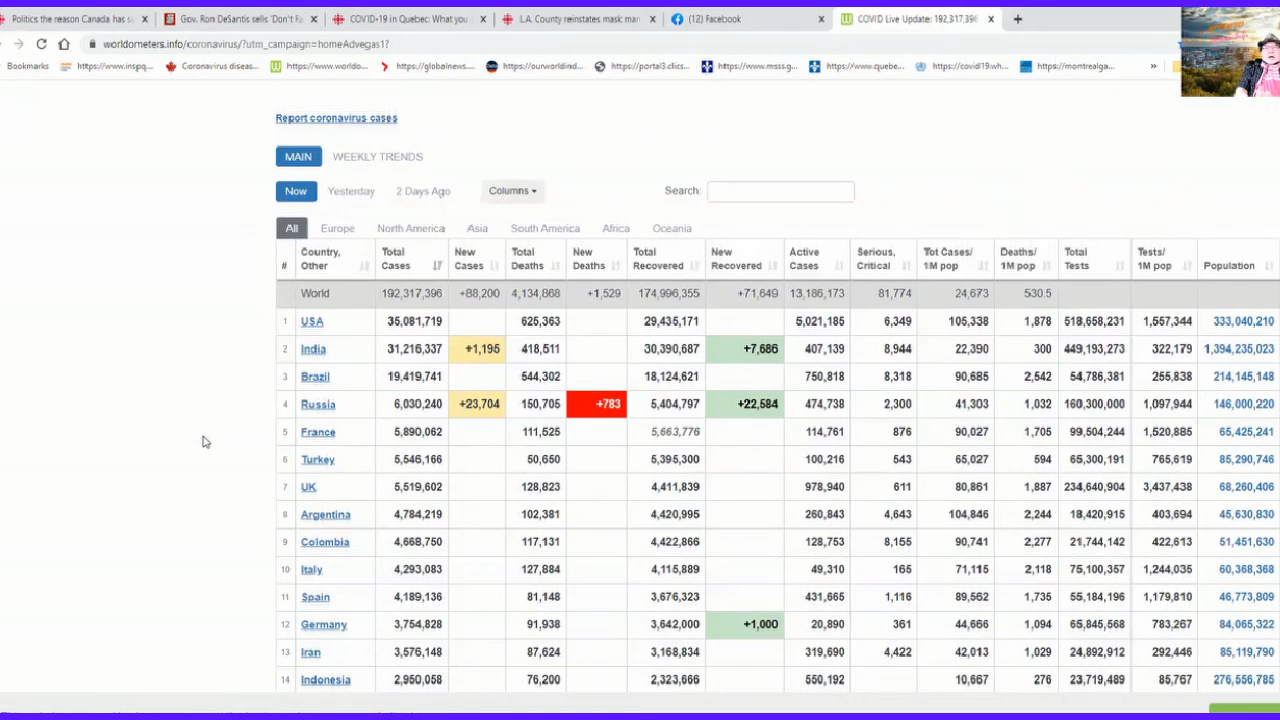 Politics the reason Canada has s
Gov. Ron DeSantis sells 'Don't F
COVID-19 in Quebec: What you
L.A. County reinstates mask mar
(12) Facebook
COVID Live Update: 192,317,396
worldometers.info/coronavirus/?utm_campaign=homeAdvegas1?
Bookmarks
https://www.inspq...
Coronavirus diseas...
https://www.worldo...
https://globalnews...
https://ourworldind...
https://portal3.clics...
https://www.msss.g...
https://www.quebe...
https://covid19.wh...
https://montrealga...
Report coronavirus cases
MAIN WEEKLY TRENDS
Now Yesterday 2 Days Ago Columns Search:
All Europe North America Asia South America Africa Oceania
# Country, Other Total Cases New Cases Total Deaths New Deaths Total Recovered New Recovered Active Cases Serious, Critical Tot Cases/ 1M pop Deaths/ 1M pop Total Tests Tests/ 1M pop Population
World 192,317,396 +88,200 4,134,868 +1,529 174,996,355 +71,649 13,186,173 81,774 24,673 530.5
1 USA 35,081,719 625,363 29,435,171 5,021,185 6,349 105,338 1,878 518,658,231 1,557,344 333,040,210
2 India 31,216,337 +1,195 418,511 30,390,687 +7,686 407,139 8,944 22,390 300 449,193,273 322,179 1,394,235,023
3 Brazil 19,419,741 544,302 18,124,621 750,818 8,318 90,685 2,542 54,786,381 255,838 214,145,148
4 Russia 6,030,240 +23,704 150,705 +783 5,404,797 +22,584 474,738 2,300 41,303 1,032 160,300,000 1,097,944 146,000,220
5 France 5,890,062 111,525 5,663,776 114,761 876 90,027 1,705 99,504,244 1,520,885 65,425,241
6 Turkey 5,546,166 50,650 5,395,300 100,216 543 65,027 594 65,300,191 765,619 85,290,746
7 UK 5,519,602 128,823 4,411,839 978,940 611 80,861 1,887 234,640,904 3,437,438 68,260,406
8 Argentina 4,784,219 102,381 4,420,995 260,843 4,643 104,846 2,244 18,420,915 403,694 45,630,830
9 Colombia 4,668,750 117,131 4,422,866 128,753 8,155 90,741 2,277 21,744,142 422,613 51,451,630
10 Italy 4,293,083 127,884 4,115,889 49,310 165 71,115 2,118 75,100,357 1,244,035 60,368,368
11 Spain 4,189,136 81,148 3,676,323 431,665 1,116 89,562 1,735 55,184,196 1,179,810 46,773,809
12 Germany 3,754,828 91,938 3,642,000 +1,000 20,890 361 44,666 1,094 65,845,568 783,267 84,065,322
13 Iran 3,576,148 87,624 3,168,834 319,690 4,422 42,013 1,029 24,892,912 292,446 85,119,790
14 Indonesia 2,950,058 76,200 2,323,666 550,192 10,667 276 23,719,489 85,767 276,556,785